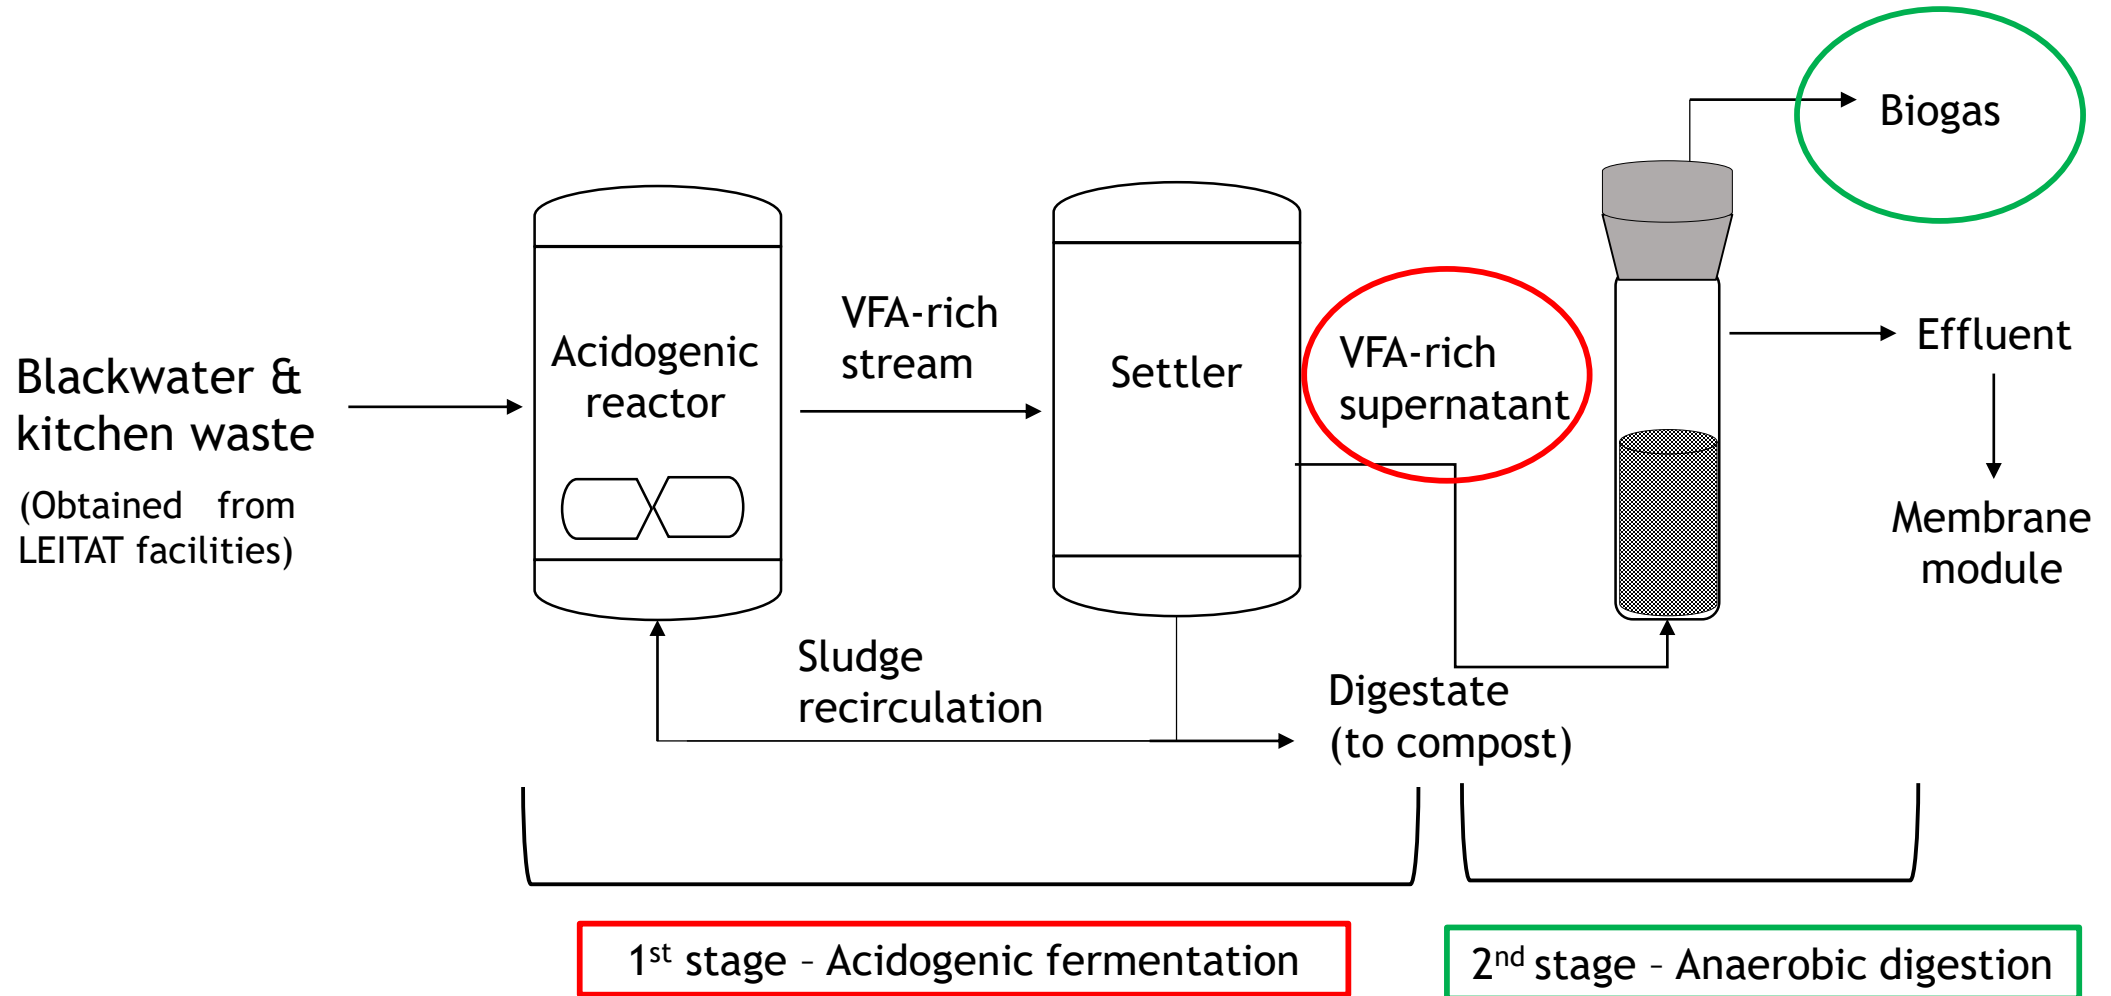 Blackwater &
kitchen waste
(Obtained from
LEITAT facilities)
Acidogenic
reactor
VFA-rich
stream
Settler
VFA-rich
supernatant
Biogas
Effluent
Membrane
module
Sludge
recirculation
Digestate
(to compost)
1st stage – Acidogenic fermentation
2nd stage – Anaerobic digestion